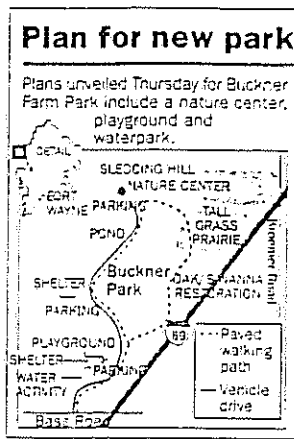 Plan for new park
Plans unveiled Thursday for Buckner
Farm Park include a nature center,
playground and
waterpark.
DETAIL
FORT
WAYNE
SLEDDING HILL
NATURE CENTER
PARKING
TALL
GRASS
PRAIRIE
POND
Buckner
Park
SHELTER
OAK SAVANNA
RESTORATION
PARKING
69
PLAYGROUND
SHELTER
WATER
ACTIVITY
PARKING
Paved
walking
path
Vehicle
drive
Bass Road